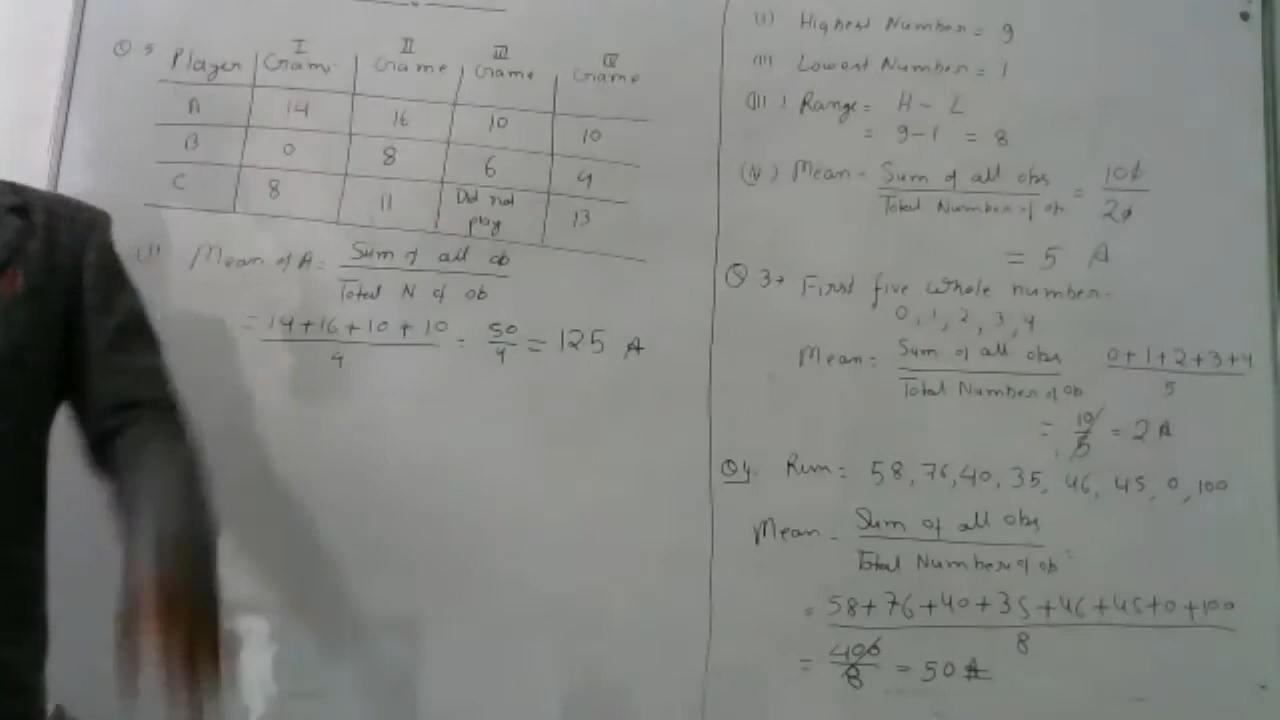 Q 5 Player I Game II Game III Game IV Game
A 14 16 10 10
B 0 8 6 4
C 8 11 Did not play 13
(i) Mean of A = Sum of all ob / Total N of ob
= 14+16+10+10 / 4 = 50/4 = 125 A
(i) Highest Number = 9
(ii) Lowest Number = 1
(iii) Range = H - L
= 9-1 = 8
(iv) Mean = Sum of all obs / Total Number of ob = 100/20
= 5 A
Q 3→ First five whole number.
0, 1, 2, 3, 4
Mean = Sum of all obs / Total Number of ob 0+1+2+3+4 / 5
= 10/5 = 2 A
Q4. Run = 58, 76, 40, 35, 46, 45, 0, 100
Mean = Sum of all obs / Total Number of ob
= 58+76+40+35+46+45+0+100 / 8
= 400/8 = 50 A